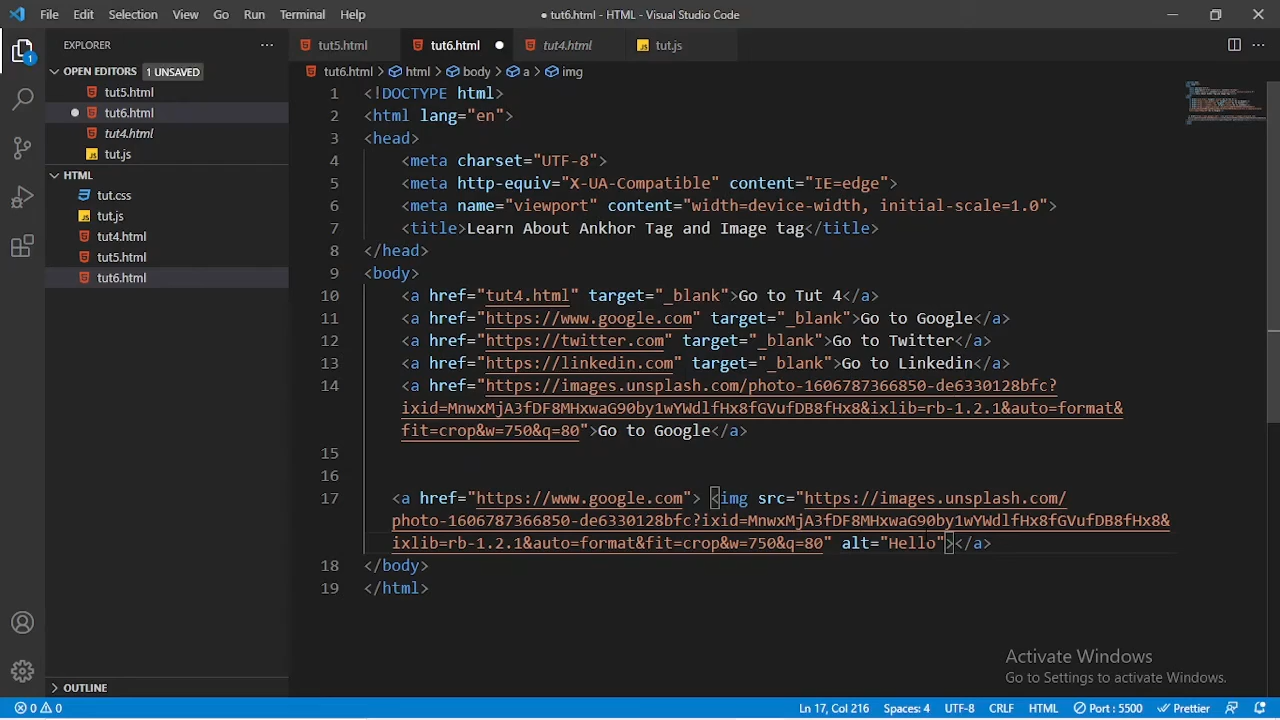 File Edit Selection View Go Run Terminal Help ● tut6.html - HTML - Visual Studio Code
EXPLORER ···
tut5.html tut6.html ● tut4.html tut.js
OPEN EDITORS 1 UNSAVED
tut5.html
tut6.html
tut4.html
tut.js
HTML
tut.css
tut.js
tut4.html
tut5.html
tut6.html
OUTLINE
1
tut6.html > html > body > a > img
1 <!DOCTYPE html>
2 <html lang="en">
3 <head>
4 <meta charset="UTF-8">
5 <meta http-equiv="X-UA-Compatible" content="IE=edge">
6 <meta name="viewport" content="width=device-width, initial-scale=1.0">
7 <title>Learn About Ankhor Tag and Image tag</title>
8 </head>
9 <body>
10 <a href="tut4.html" target="_blank">Go to Tut 4</a>
11 <a href="https://www.google.com" target="_blank">Go to Google</a>
12 <a href="https://twitter.com" target="_blank">Go to Twitter</a>
13 <a href="https://linkedin.com" target="_blank">Go to Linkedin</a>
14 <a href="https://images.unsplash.com/photo-1606787366850-de6330128bfc?
ixid=MnwxMjA3fDF8MHxwaG90by1wYWdlfHx8fGVufDB8fHx8&ixlib=rb-1.2.1&auto=format&
fit=crop&w=750&q=80">Go to Google</a>
15
16
17 <a href="https://www.google.com"> <img src="https://images.unsplash.com/
photo-1606787366850-de6330128bfc?ixid=MnwxMjA3fDF8MHxwaG90by1wYWdlfHx8fGVufDB8fHx8&
ixlib=rb-1.2.1&auto=format&fit=crop&w=750&q=80" alt="Hello"></a>
18 </body>
19 </html>
Activate Windows
Go to Settings to activate Windows.
0 0 Ln 17, Col 216 Spaces: 4 UTF-8 CRLF HTML Port : 5500 Prettier